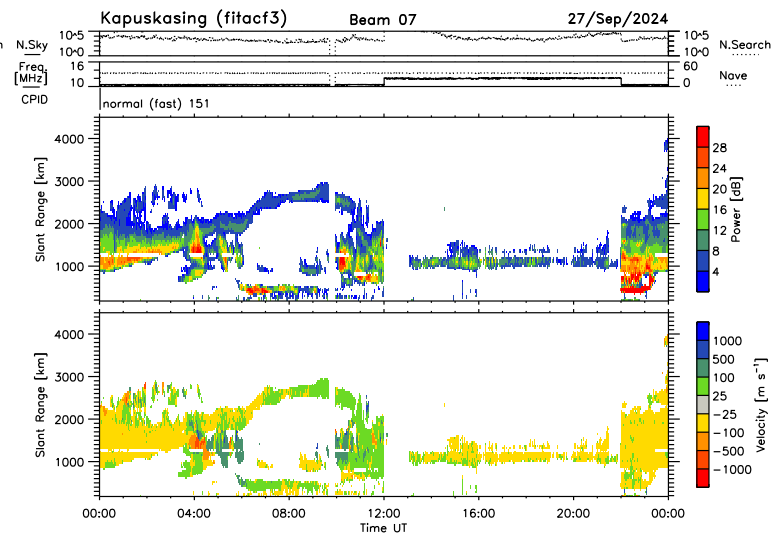 Kapuskasing (fitacf3) Beam 07 27/Sep/2024
n N.Sky 10^5 10^0 10^5 10^0 N.Search
Freq. [MHz] 16 10 60 0 Nave
CPID normal (fast) 151
Slant Range [km] 4000 3000 2000 1000
28 24 20 16 12 8 4 Power [dB]
Slant Range [km] 4000 3000 2000 1000
1000 500 100 25 −25 −100 −500 −1000 Velocity [m s⁻¹]
00:00 04:00 08:00 12:00 16:00 20:00 00:00
Time UT